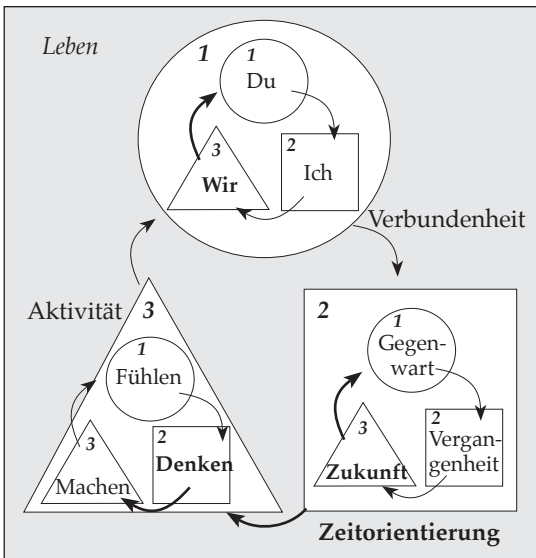 Leben
1
1
Du
2
Ich
3
Wir
Verbundenheit
Aktivität
3
1
Fühlen
2
Denken
3
Machen
2
1
Gegen-
wart
2
Vergan-
genheit
3
Zukunft
Zeitorientierung